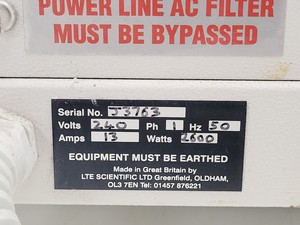 POWER LINE AC FILTER
MUST BE BYPASSED
Serial No. J3763
Volts 240 Ph 1 Hz 50
Amps 13 Watts 2600
EQUIPMENT MUST BE EARTHED
Made in Great Britain by
LTE SCIENTIFIC LTD Greenfield, OLDHAM,
OL3 7EN Tel: 01457 876221